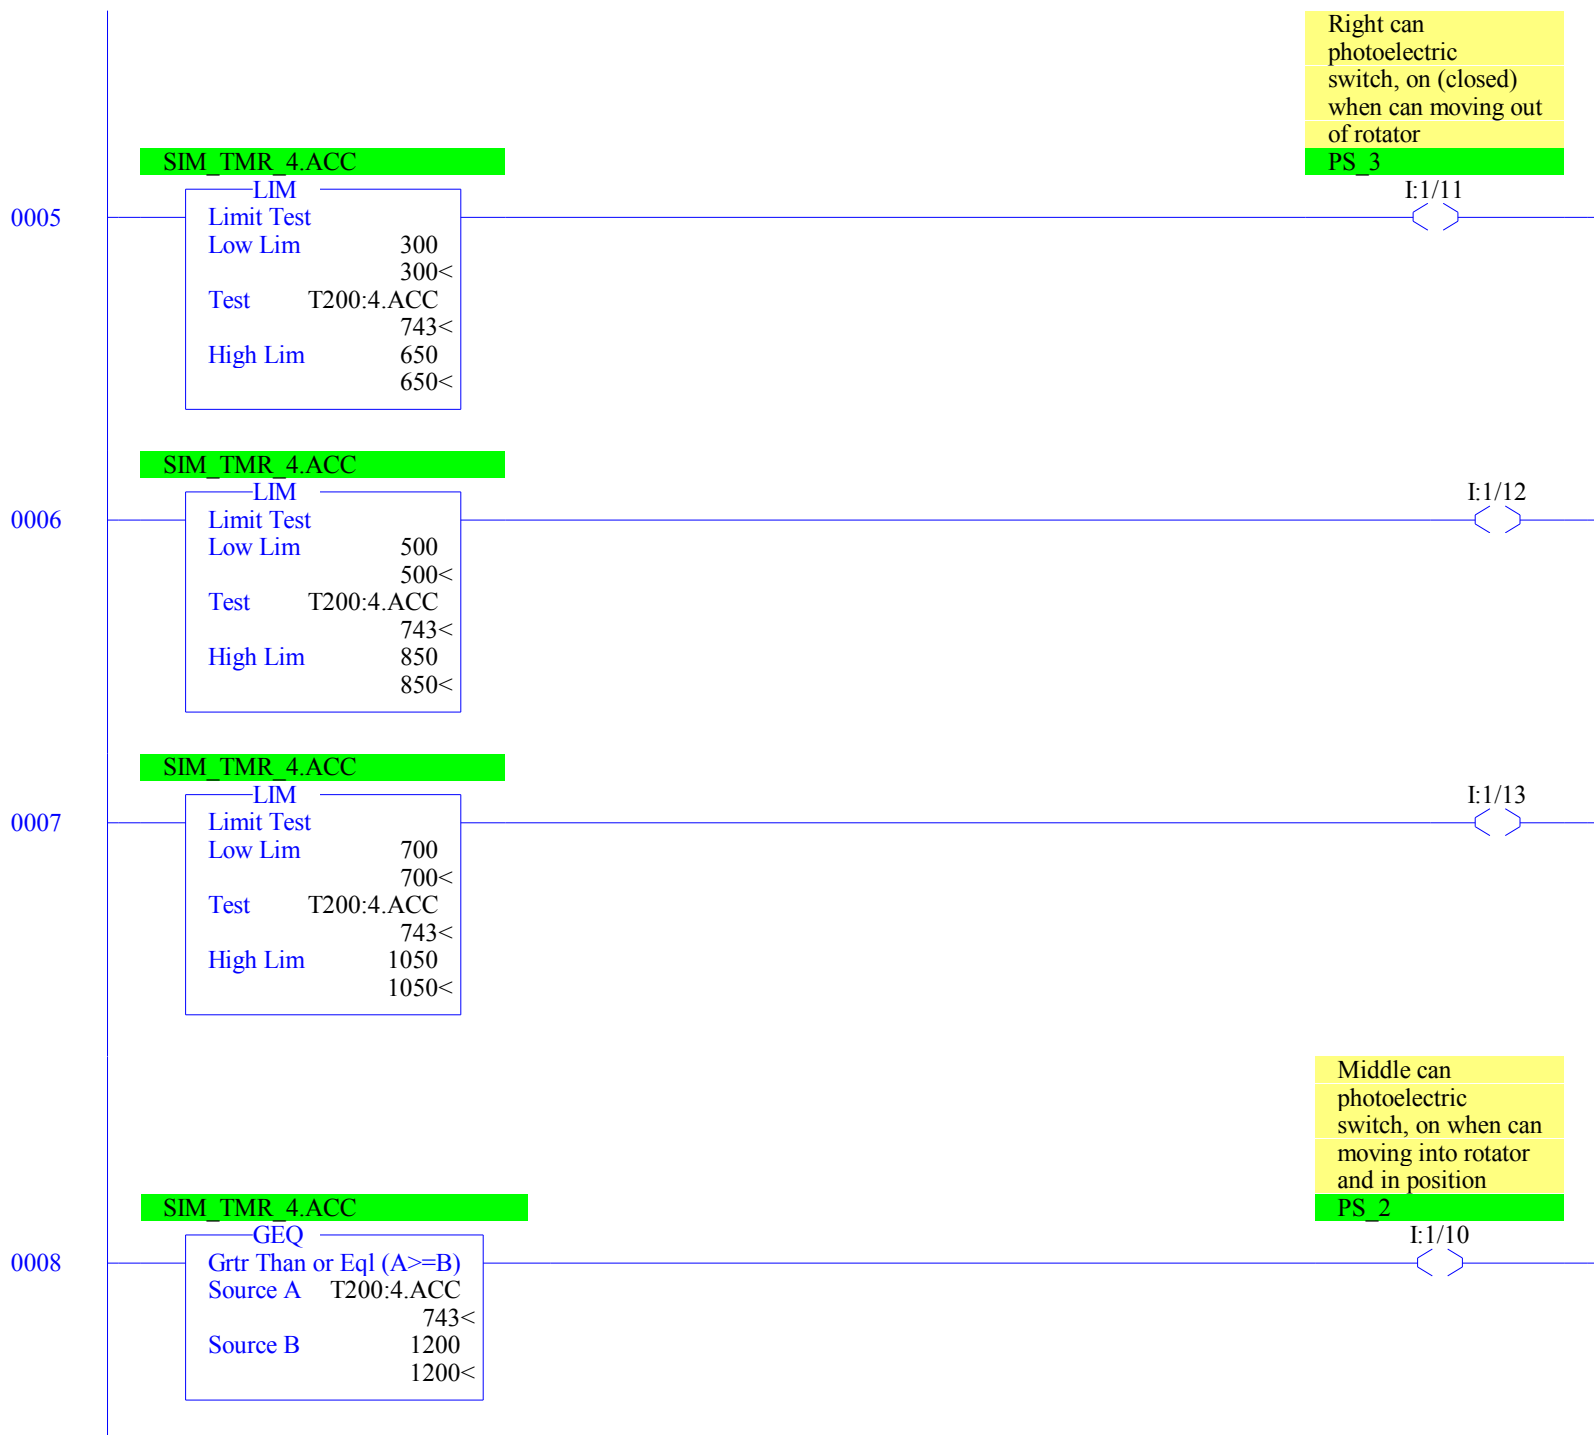 Right can
photoelectric
switch, on (closed)
when can moving out
of rotator
SIM_TMR_4.ACC
PS_3
LIM
I:1/11
0005
Limit Test
Low Lim 300
300<
Test T200:4.ACC
743<
High Lim 650
650<
SIM_TMR_4.ACC
LIM
I:1/12
0006
Limit Test
Low Lim 500
500<
Test T200:4.ACC
743<
High Lim 850
850<
SIM_TMR_4.ACC
LIM
I:1/13
0007
Limit Test
Low Lim 700
700<
Test T200:4.ACC
743<
High Lim 1050
1050<
Middle can
photoelectric
switch, on when can
moving into rotator
and in position
SIM_TMR_4.ACC
PS_2
GEQ
I:1/10
0008
Grtr Than or Eql (A>=B)
Source A T200:4.ACC
743<
Source B 1200
1200<